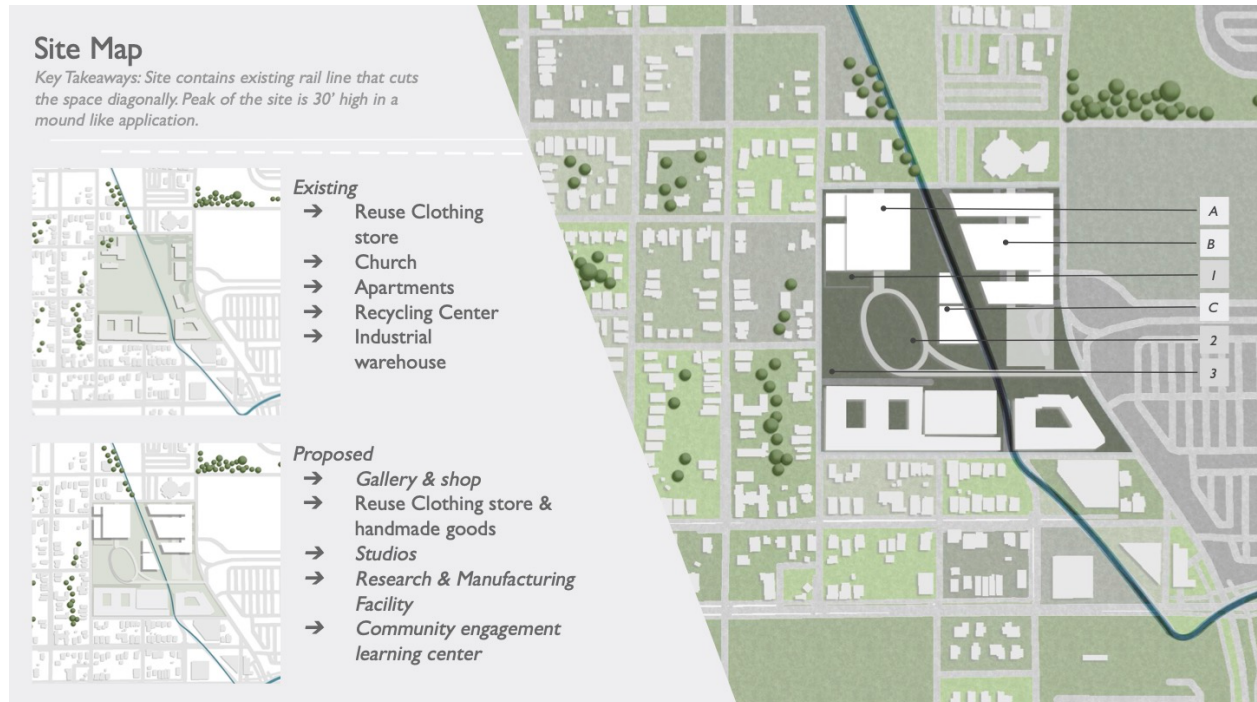 Site Map
Key Takeaways: Site contains existing rail line that cuts
the space diagonally. Peak of the site is 30' high in a
mound like application.
Existing
➔ Reuse Clothing
store
➔ Church
➔ Apartments
➔ Recycling Center
➔ Industrial
warehouse
Proposed
➔ Gallery & shop
➔ Reuse Clothing store &
handmade goods
➔ Studios
➔ Research & Manufacturing
Facility
➔ Community engagement
learning center
A
B
1
C
2
3